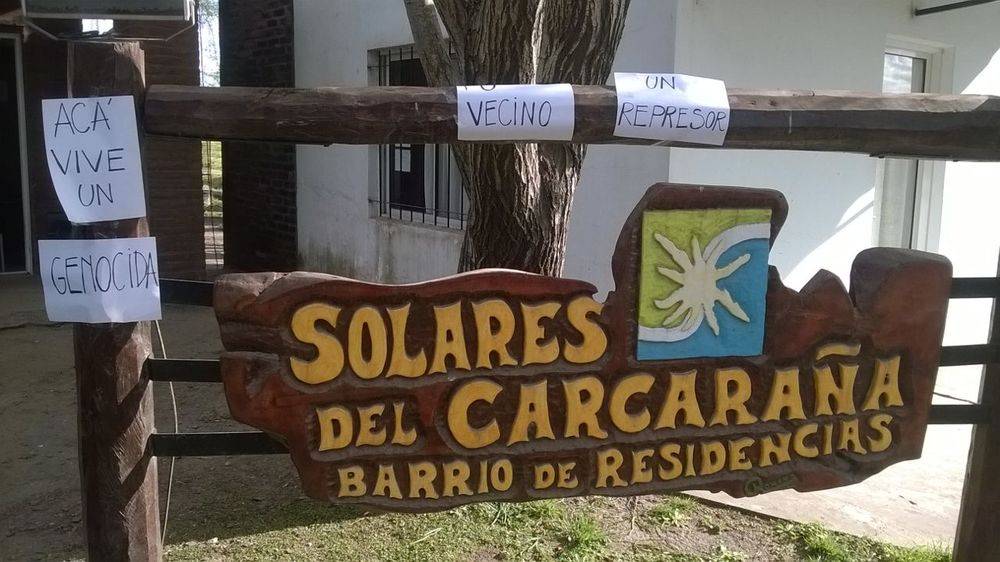 ACÁ
VIVE
UN
GENOCIDA
VECINO
UN
REPRESOR
SOLARES
DEL CARCARAÑA
BARRIO DE RESIDENCIAS